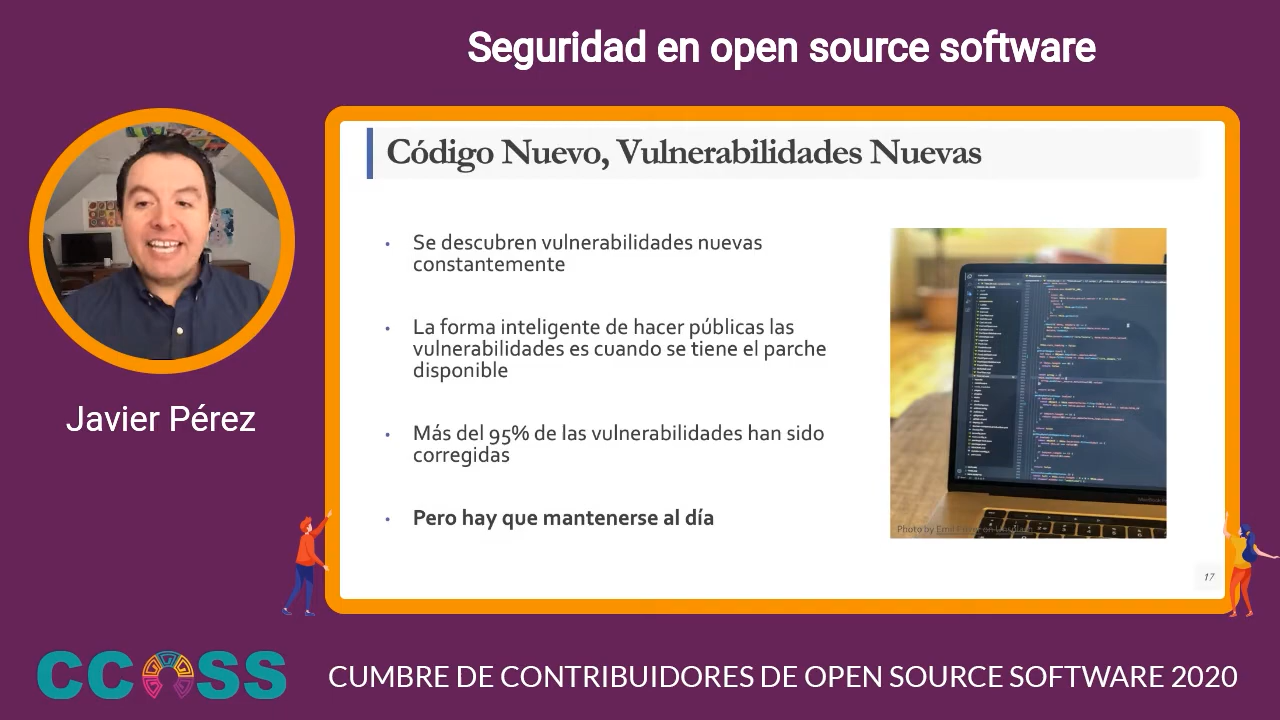 Seguridad en open source software
Código Nuevo, Vulnerabilidades Nuevas
• Se descubren vulnerabilidades nuevas
constantemente
• La forma inteligente de hacer públicas las
vulnerabilidades es cuando se tiene el parche
disponible
• Más del 95% de las vulnerabilidades han sido
corregidas
• Pero hay que mantenerse al día
Photo by
17
Javier Pérez
CCOSS
CUMBRE DE CONTRIBUIDORES DE OPEN SOURCE SOFTWARE 2020